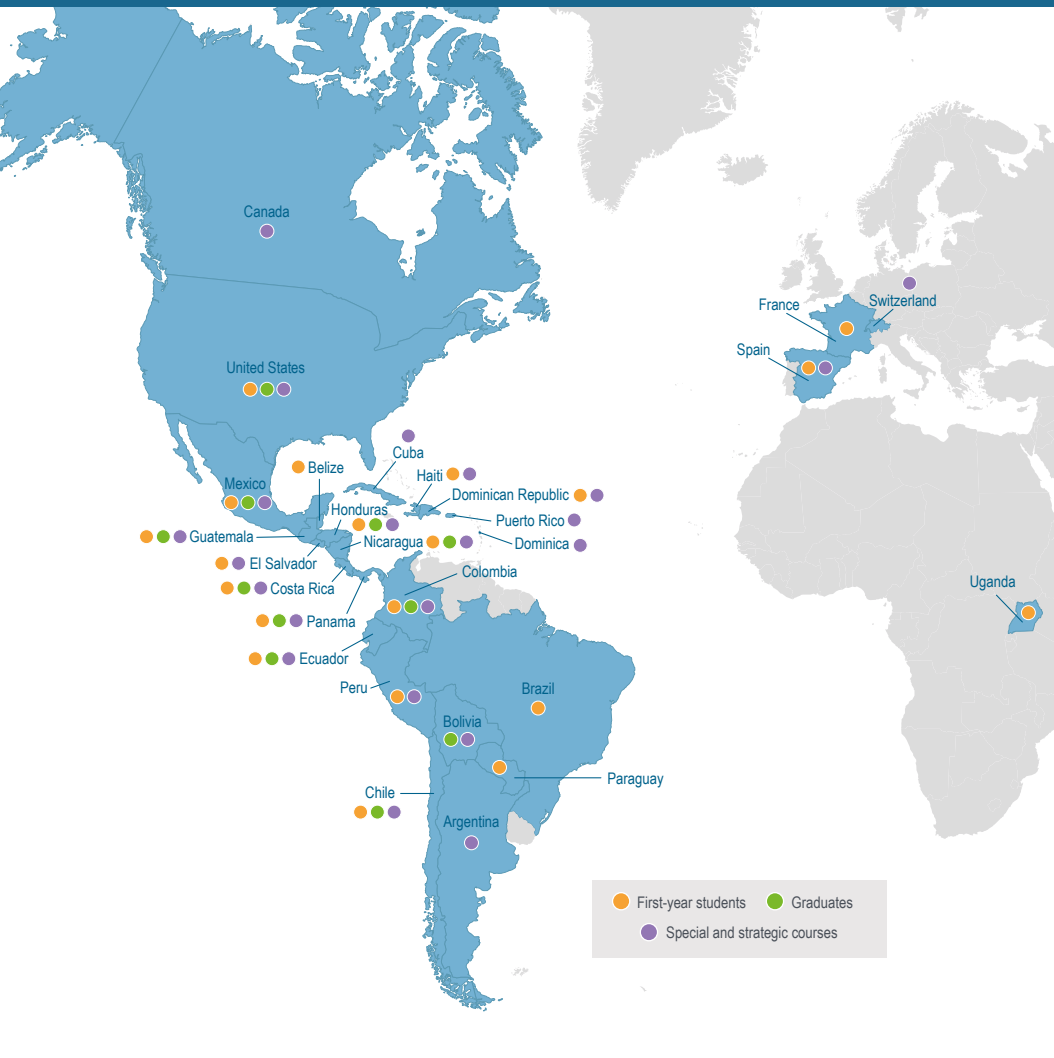 Canada
United States
Mexico
Belize
Cuba
Haiti
Dominican Republic
Puerto Rico
Dominica
Honduras
Guatemala
Nicaragua
El Salvador
Costa Rica
Colombia
Panama
Ecuador
Peru
Brazil
Bolivia
Paraguay
Chile
Argentina
France
Switzerland
Spain
Uganda
First-year students
Graduates
Special and strategic courses